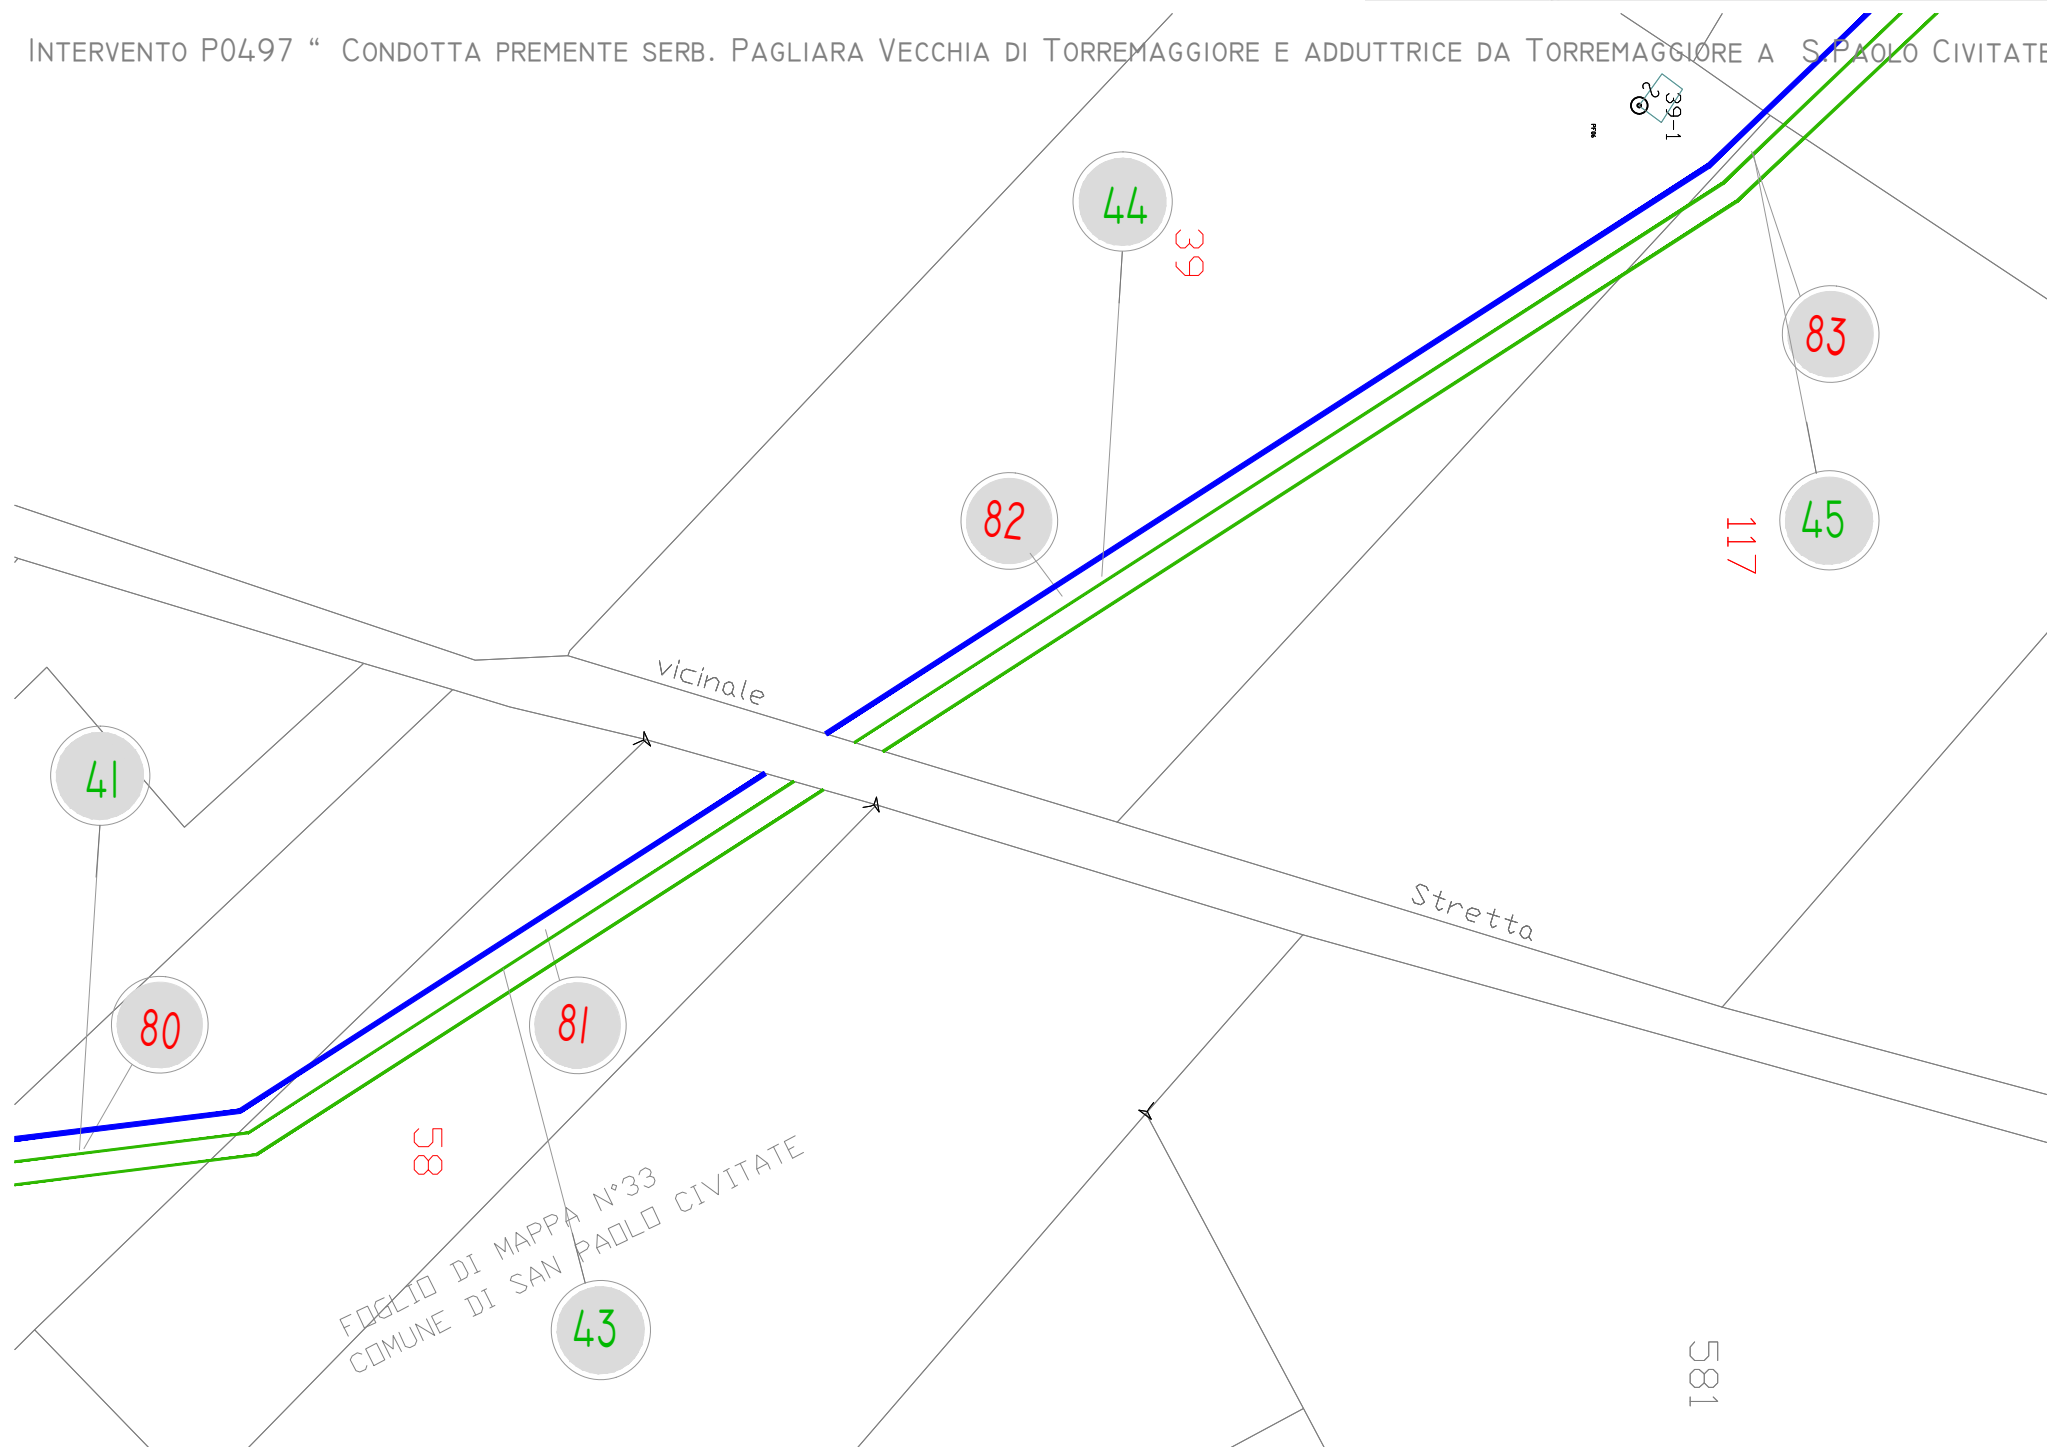 INTERVENTO P0497 “ CONDOTTA PREMENTE SERB. PAGLIARA VECCHIA DI TORREMAGGIORE E ADDUTTRICE DA TORREMAGGIORE A S.PAOLO CIVITATE
2
39-1
44
39
83
82
45
117
vicinale
41
Stretta
80
81
58
FOGLIO DI MAPPA N°33
COMUNE DI SAN PAOLO CIVITATE
43
581